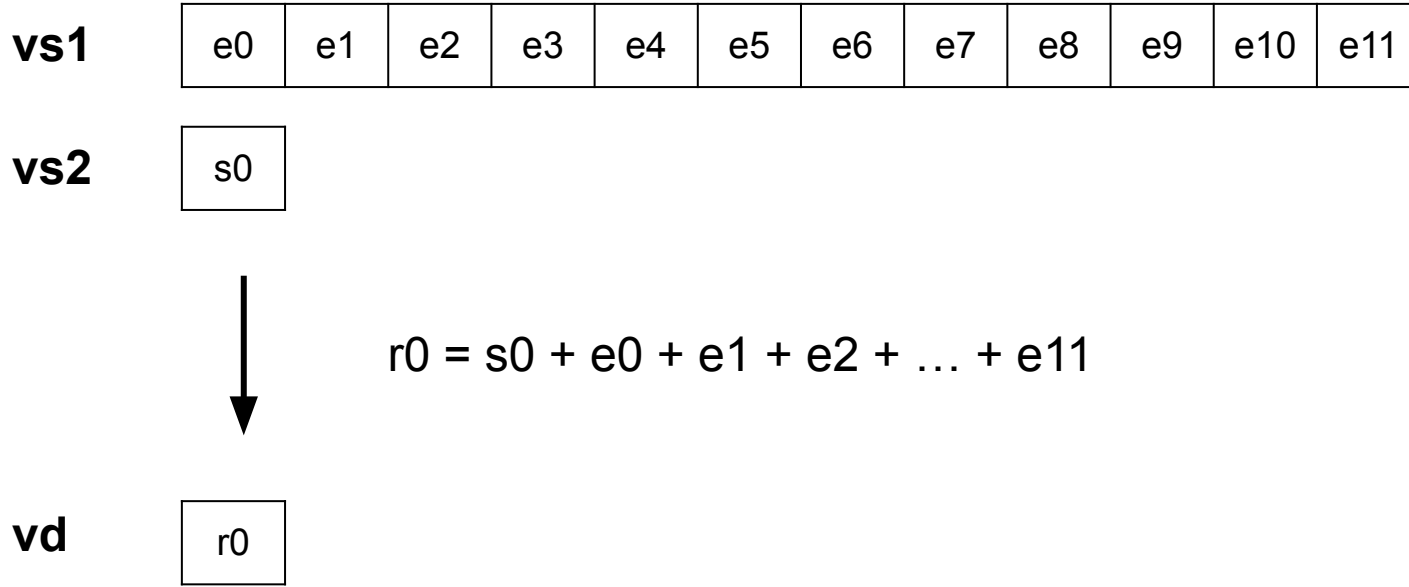 vs1 e0 e1 e2 e3 e4 e5 e6 e7 e8 e9 e10 e11
vs2 s0
r0 = s0 + e0 + e1 + e2 + … + e11
vd r0